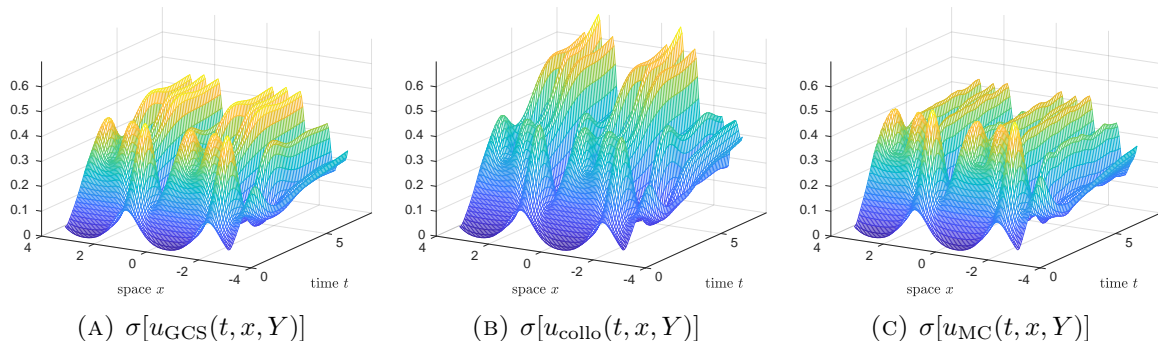 0.6 0.6 0.6
0.5 0.5 0.5
0.4 0.4 0.4
0.3 0.3 0.3
0.2 0.2 0.2
0.1 0.1 0.1
0 0 0
4 2 0 -2 -4 0 5 4 2 0 -2 -4 0 5 4 2 0 -2 -4 0 5
space x time t space x time t space x time t
(A) σ[u_GCS(t, x, Y)] (B) σ[u_collo(t, x, Y)] (C) σ[u_MC(t, x, Y)]